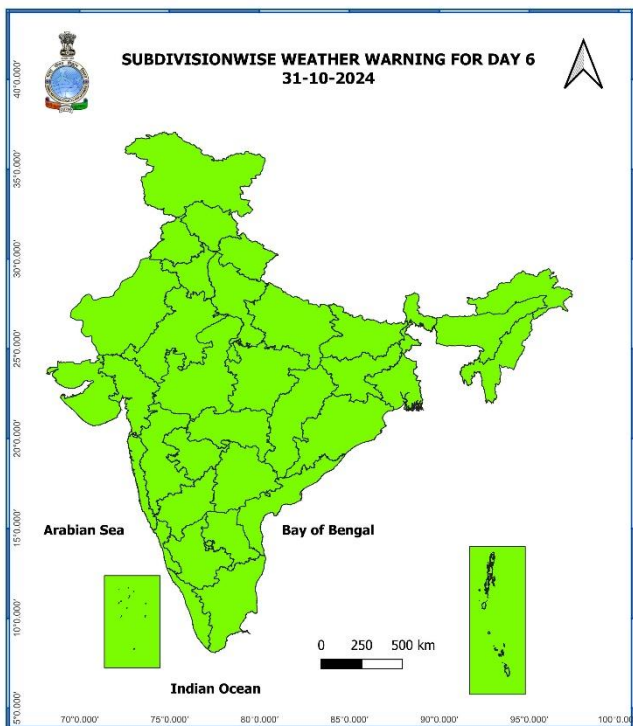 SUBDIVISIONWISE WEATHER WARNING FOR DAY 6
31-10-2024
40°0.000'
35°0.000'
30°0.000'
25°0.000'
20°0.000'
15°0.000'
10°0.000'
5°0.000'
Arabian Sea
Bay of Bengal
0 250 500 km
Indian Ocean
70°0.000' 75°0.000' 80°0.000' 85°0.000' 90°0.000' 95°0.000' 100°0.0